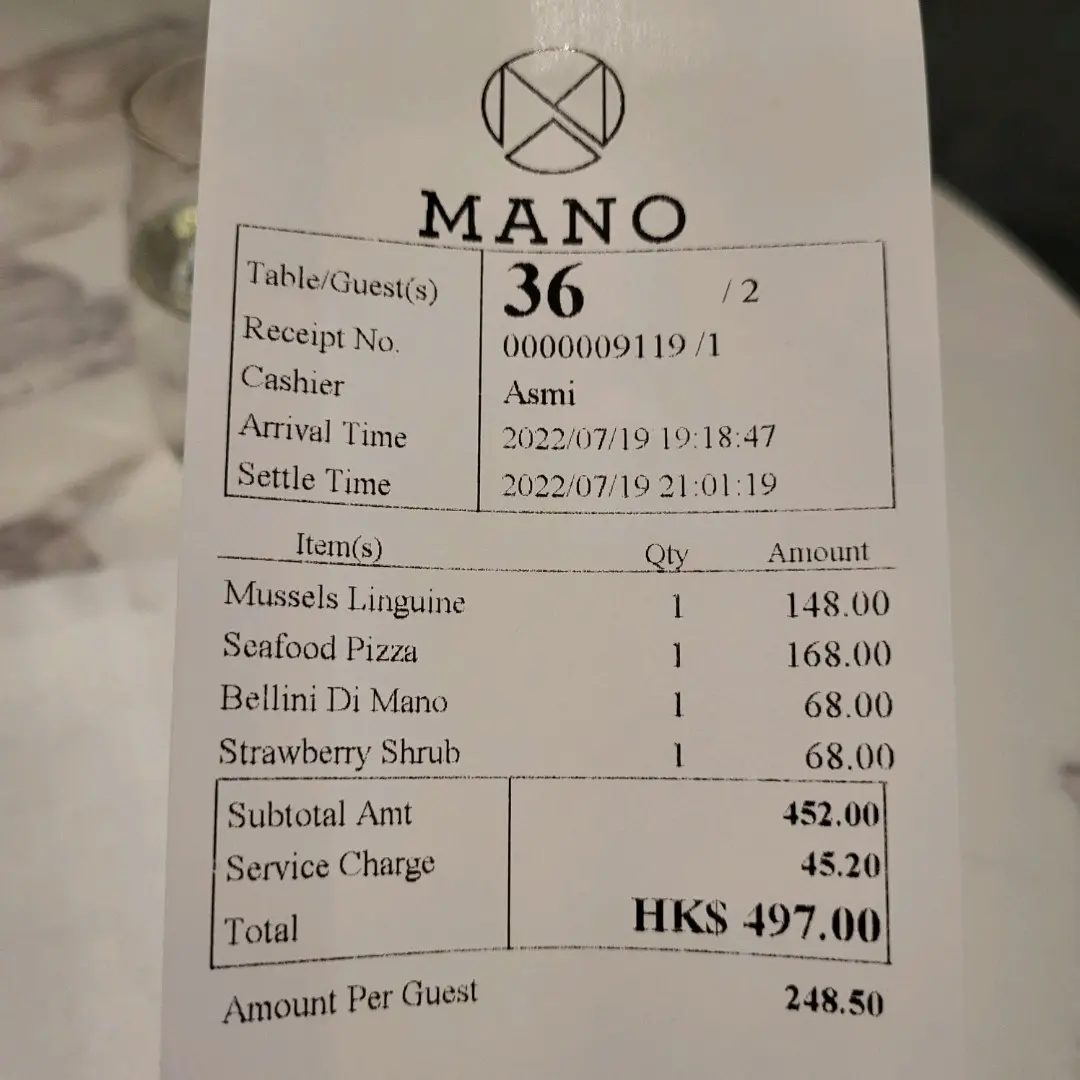 MANO
Table/Guest(s) 36 / 2
Receipt No. 0000009119 /1
Cashier Asmi
Arrival Time 2022/07/19 19:18:47
Settle Time 2022/07/19 21:01:19
Item(s) Qty Amount
Mussels Linguine 1 148.00
Seafood Pizza 1 168.00
Bellini Di Mano 1 68.00
Strawberry Shrub 1 68.00
Subtotal Amt 452.00
Service Charge 45.20
Total HK$ 497.00
Amount Per Guest 248.50